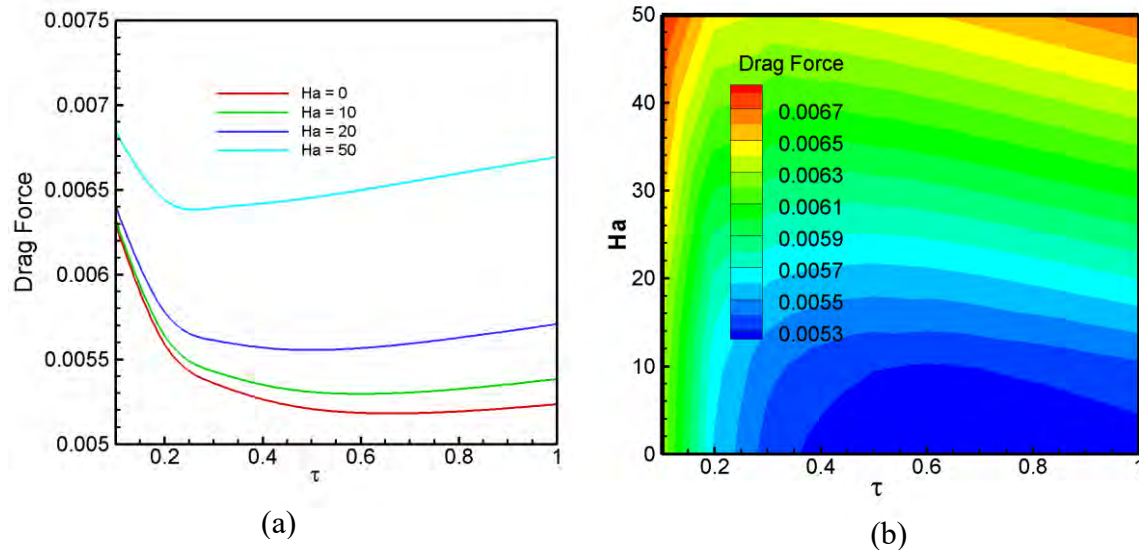 0.0075
0.007
0.0065
0.006
0.0055
0.005
Drag Force
Ha = 0
Ha = 10
Ha = 20
Ha = 50
0.2
0.4
0.6
0.8
1
τ
(a)
50
40
30
20
10
0
Ha
Drag Force
0.0067
0.0065
0.0063
0.0061
0.0059
0.0057
0.0055
0.0053
0.2
0.4
0.6
0.8
1
τ
(b)